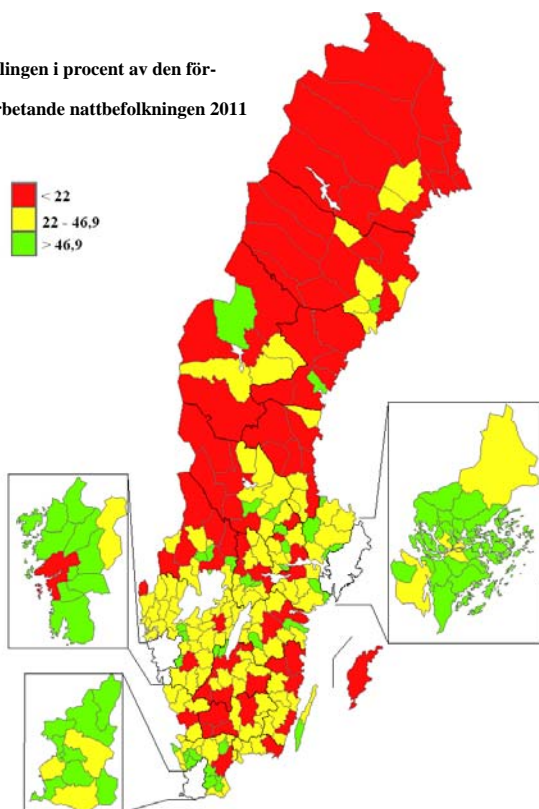 lingen i procent av den för-
rbetande nattbefolkningen 2011
< 22
22 - 46,9
> 46,9